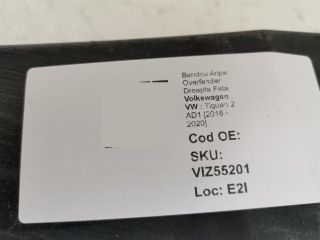 Bandou Aripa
Overfender
Dreapta Fata
Volkswagen
VW : Tiguan 2
AD1 [2016 -
2020]
Cod OE:
SKU:
VIZ55201
Loc: E2I